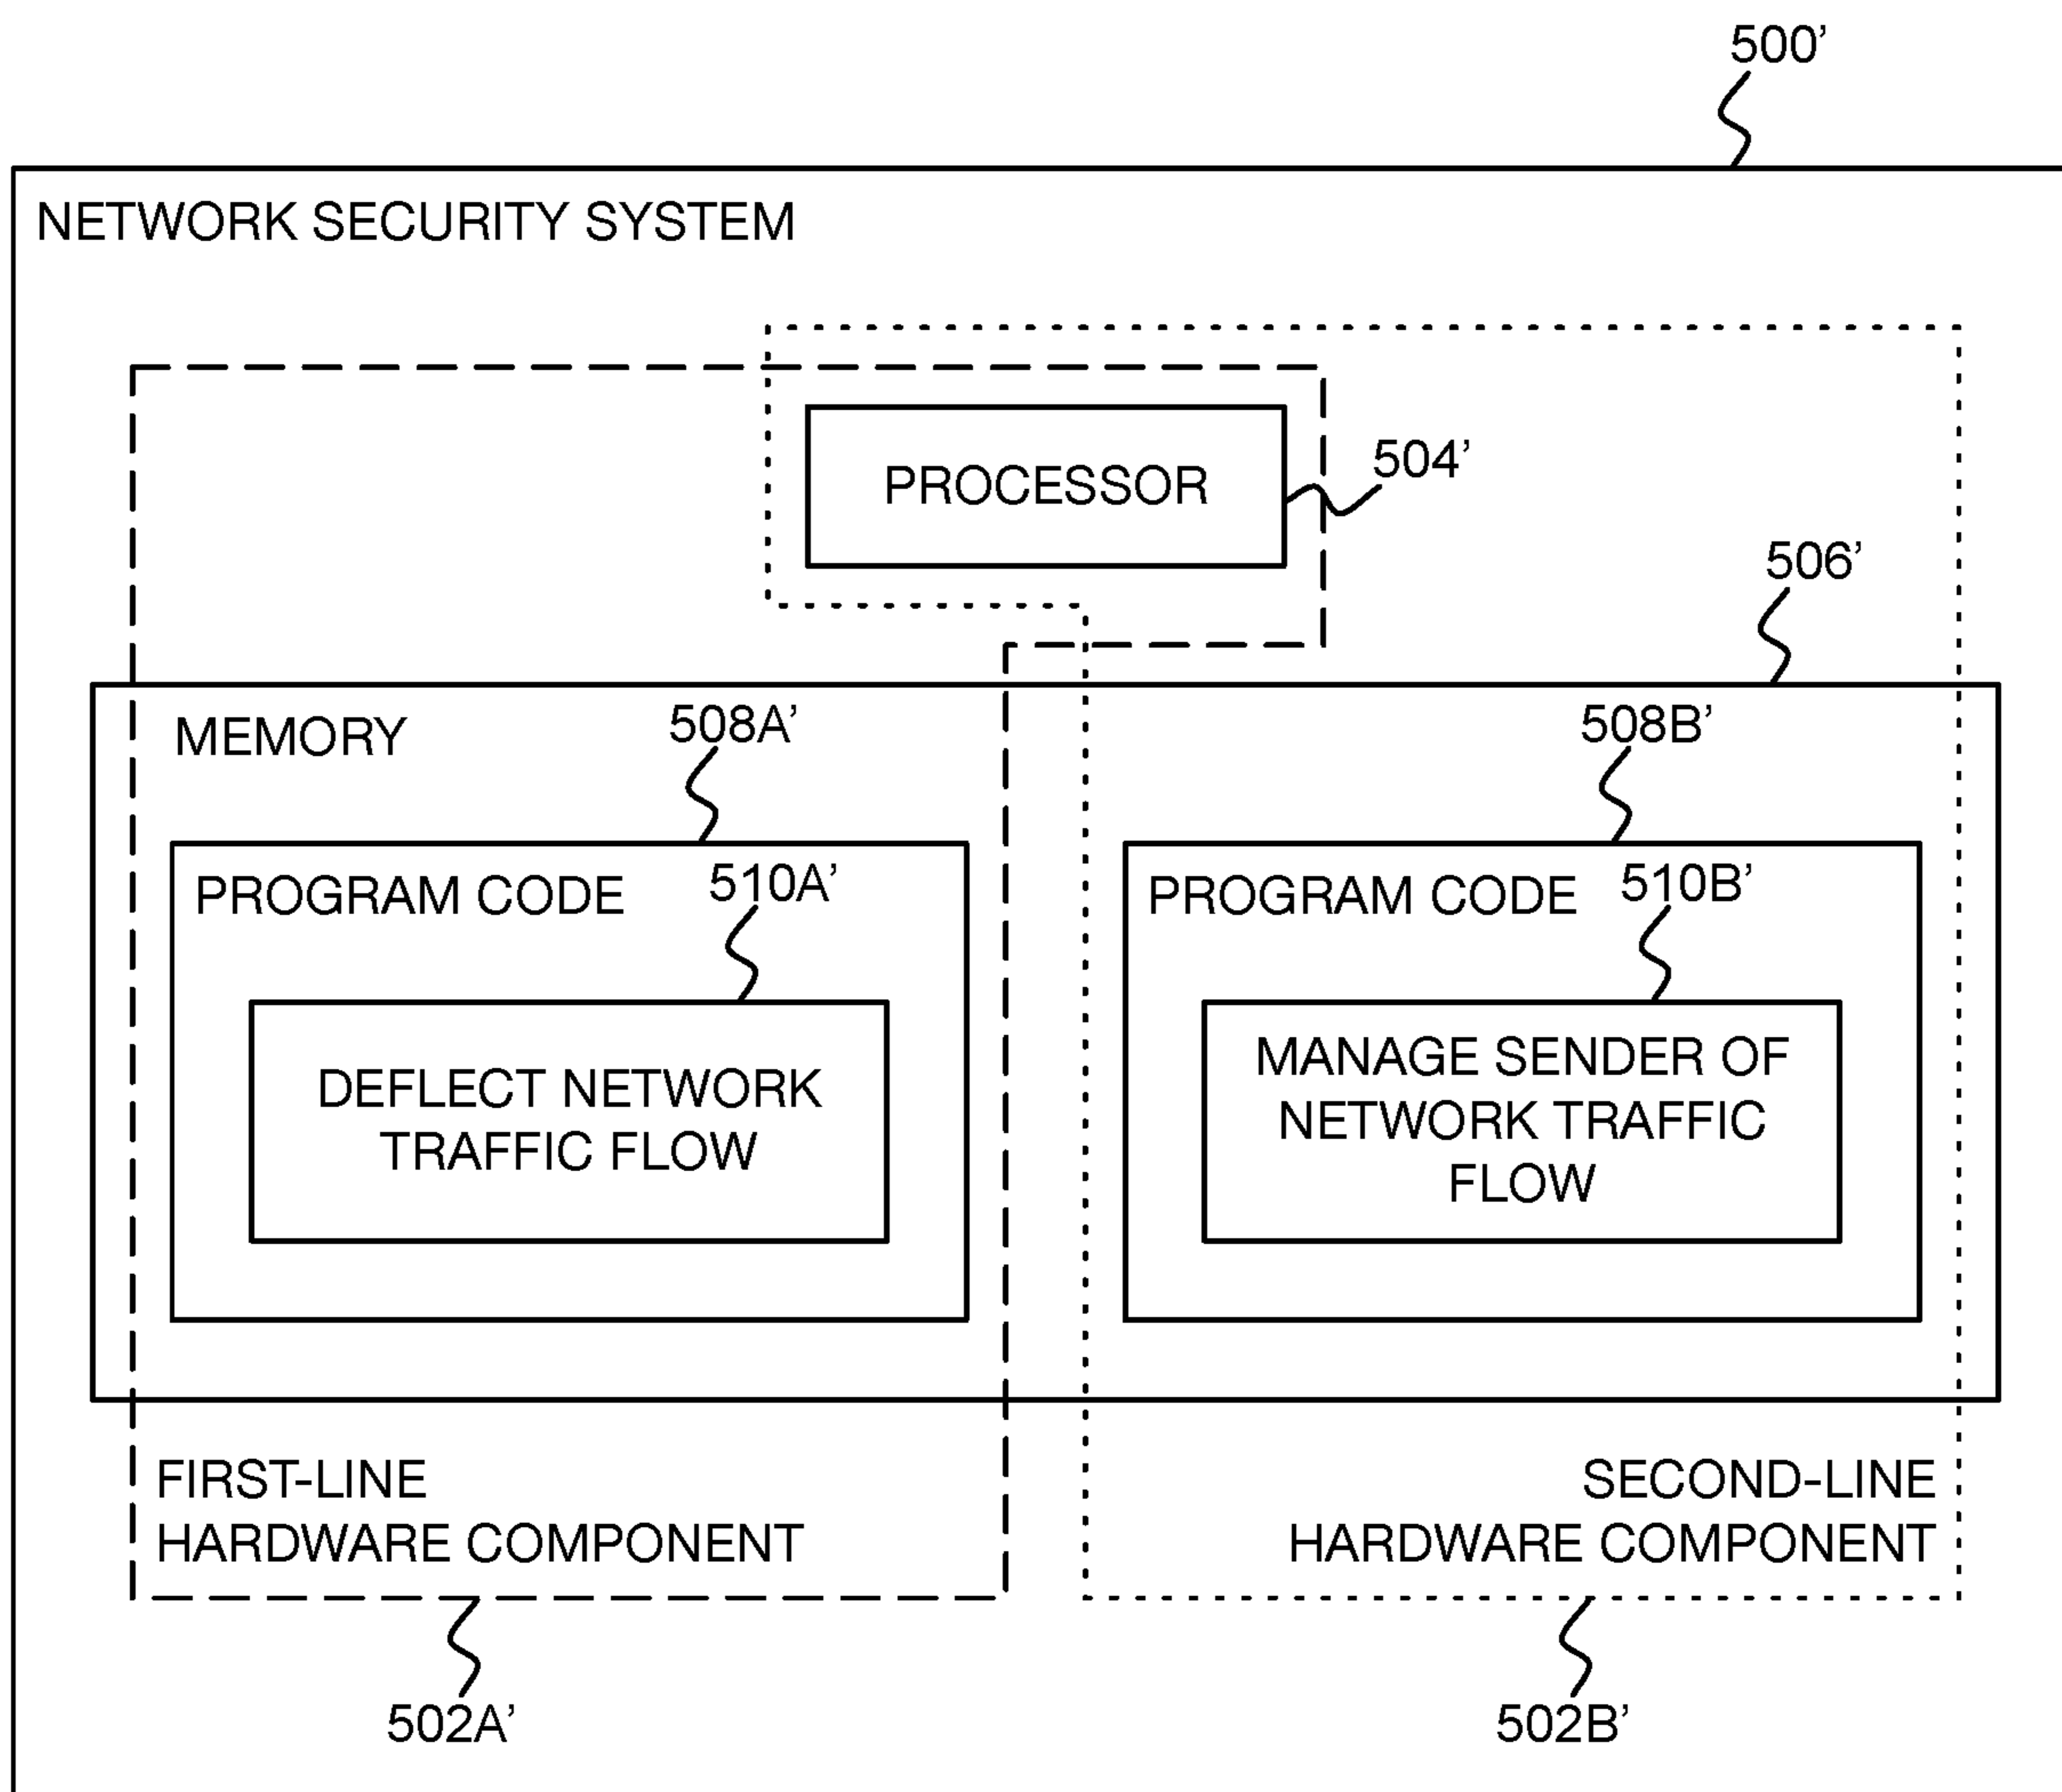 500’
NETWORK SECURITY SYSTEM
PROCESSOR
504’
506’
MEMORY
508A’
508B’
PROGRAM CODE
510A’
PROGRAM CODE
510B’
DEFLECT NETWORK
TRAFFIC FLOW
MANAGE SENDER OF
NETWORK TRAFFIC
FLOW
FIRST-LINE
HARDWARE COMPONENT
SECOND-LINE
HARDWARE COMPONENT
502A’
502B’